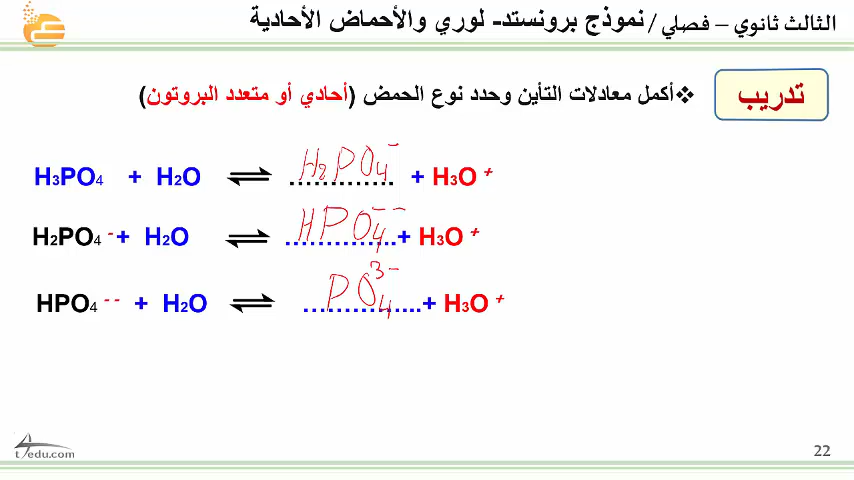 الثالث ثانوي – فصلي / نموذج برونستد- لوري والأحماض الأحادية
تدريب
❖أكمل معادلات التأين وحدد نوع الحمض (أحادي أو متعدد البروتون)
H3PO4 + H2O ⇌ H2PO4- ............. + H3O +
H2PO4 - + H2O ⇌ HPO4-- ..............+ H3O +
HPO4 - - + H2O ⇌ PO4 3- ...............+ H3O +
t4edu.com
22